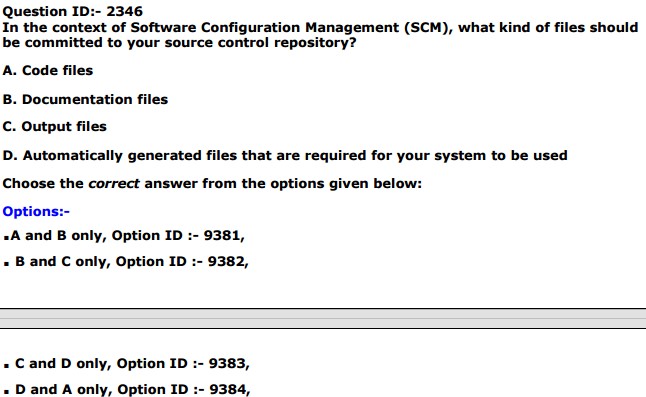 Question ID:- 2346
In the context of Software Configuration Management (SCM), what kind of files should
be committed to your source control repository?
A. Code files
B. Documentation files
C. Output files
D. Automatically generated files that are required for your system to be used
Choose the correct answer from the options given below:
Options:-
▪A and B only, Option ID :- 9381,
▪ B and C only, Option ID :- 9382,
▪ C and D only, Option ID :- 9383,
▪ D and A only, Option ID :- 9384,